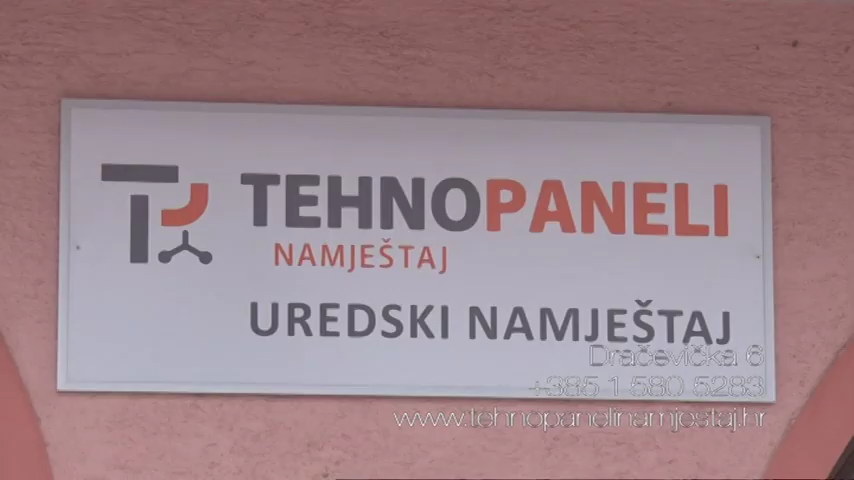 TEHNOPANELI
NAMJEŠTAJ
UREDSKI NAMJEŠTAJ
Dračevička 6
+385 1 580 5283
www.tehnopanelinamjestaj.hr